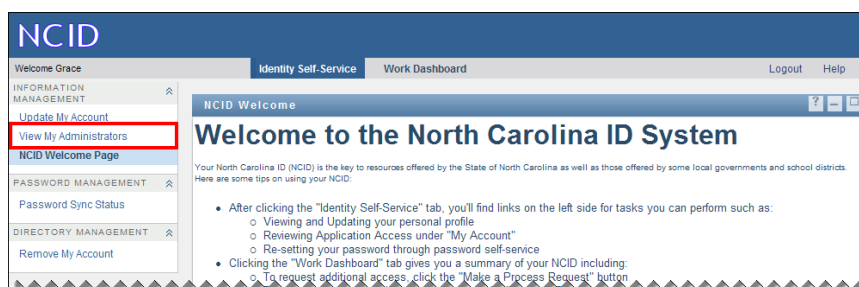 NCID
Welcome Grace
Identity Self-Service
Work Dashboard
Logout
Help
INFORMATION
MANAGEMENT
Update My Account
View My Administrators
NCID Welcome Page
PASSWORD MANAGEMENT
Password Sync Status
DIRECTORY MANAGEMENT
Remove My Account
NCID Welcome
?
Welcome to the North Carolina ID System
Your North Carolina ID (NCID) is the key to resources offered by the State of North Carolina as well as those offered by some local governments and school districts.
Here are some tips on using your NCID:
• After clicking the "Identity Self-Service" tab, you'll find links on the left side for tasks you can perform such as:
o Viewing and Updating your personal profile
o Reviewing Application Access under "My Account"
o Re-setting your password through password self-service
• Clicking the "Work Dashboard" tab gives you a summary of your NCID including:
o To request additional access, click the "Make a Process Request" button